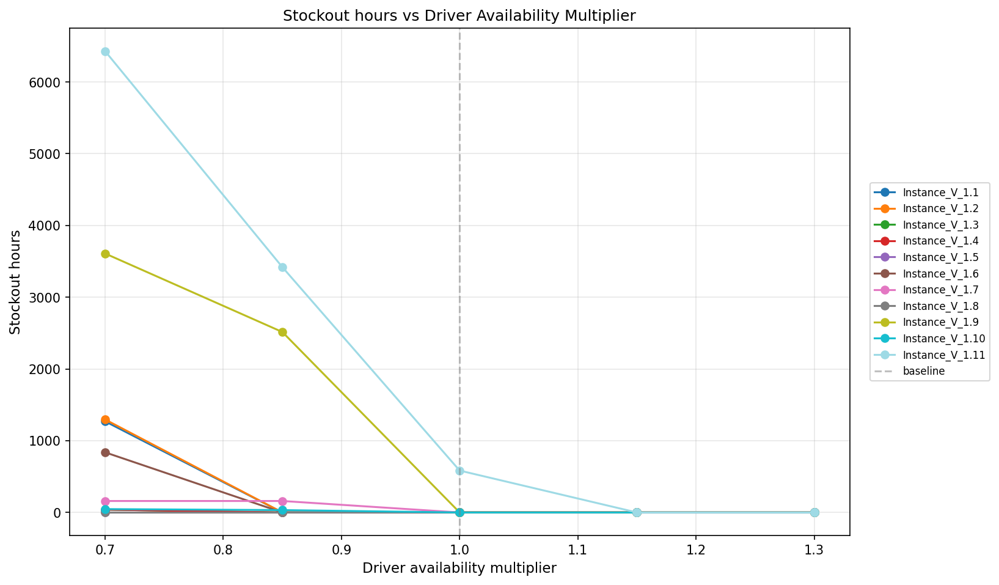 Stockout hours vs Driver Availability Multiplier
Stockout hours
6000
5000
4000
3000
2000
1000
0
0.7
0.8
0.9
1.0
1.1
1.2
1.3
Driver availability multiplier
Instance_V_1.1
Instance_V_1.2
Instance_V_1.3
Instance_V_1.4
Instance_V_1.5
Instance_V_1.6
Instance_V_1.7
Instance_V_1.8
Instance_V_1.9
Instance_V_1.10
Instance_V_1.11
baseline